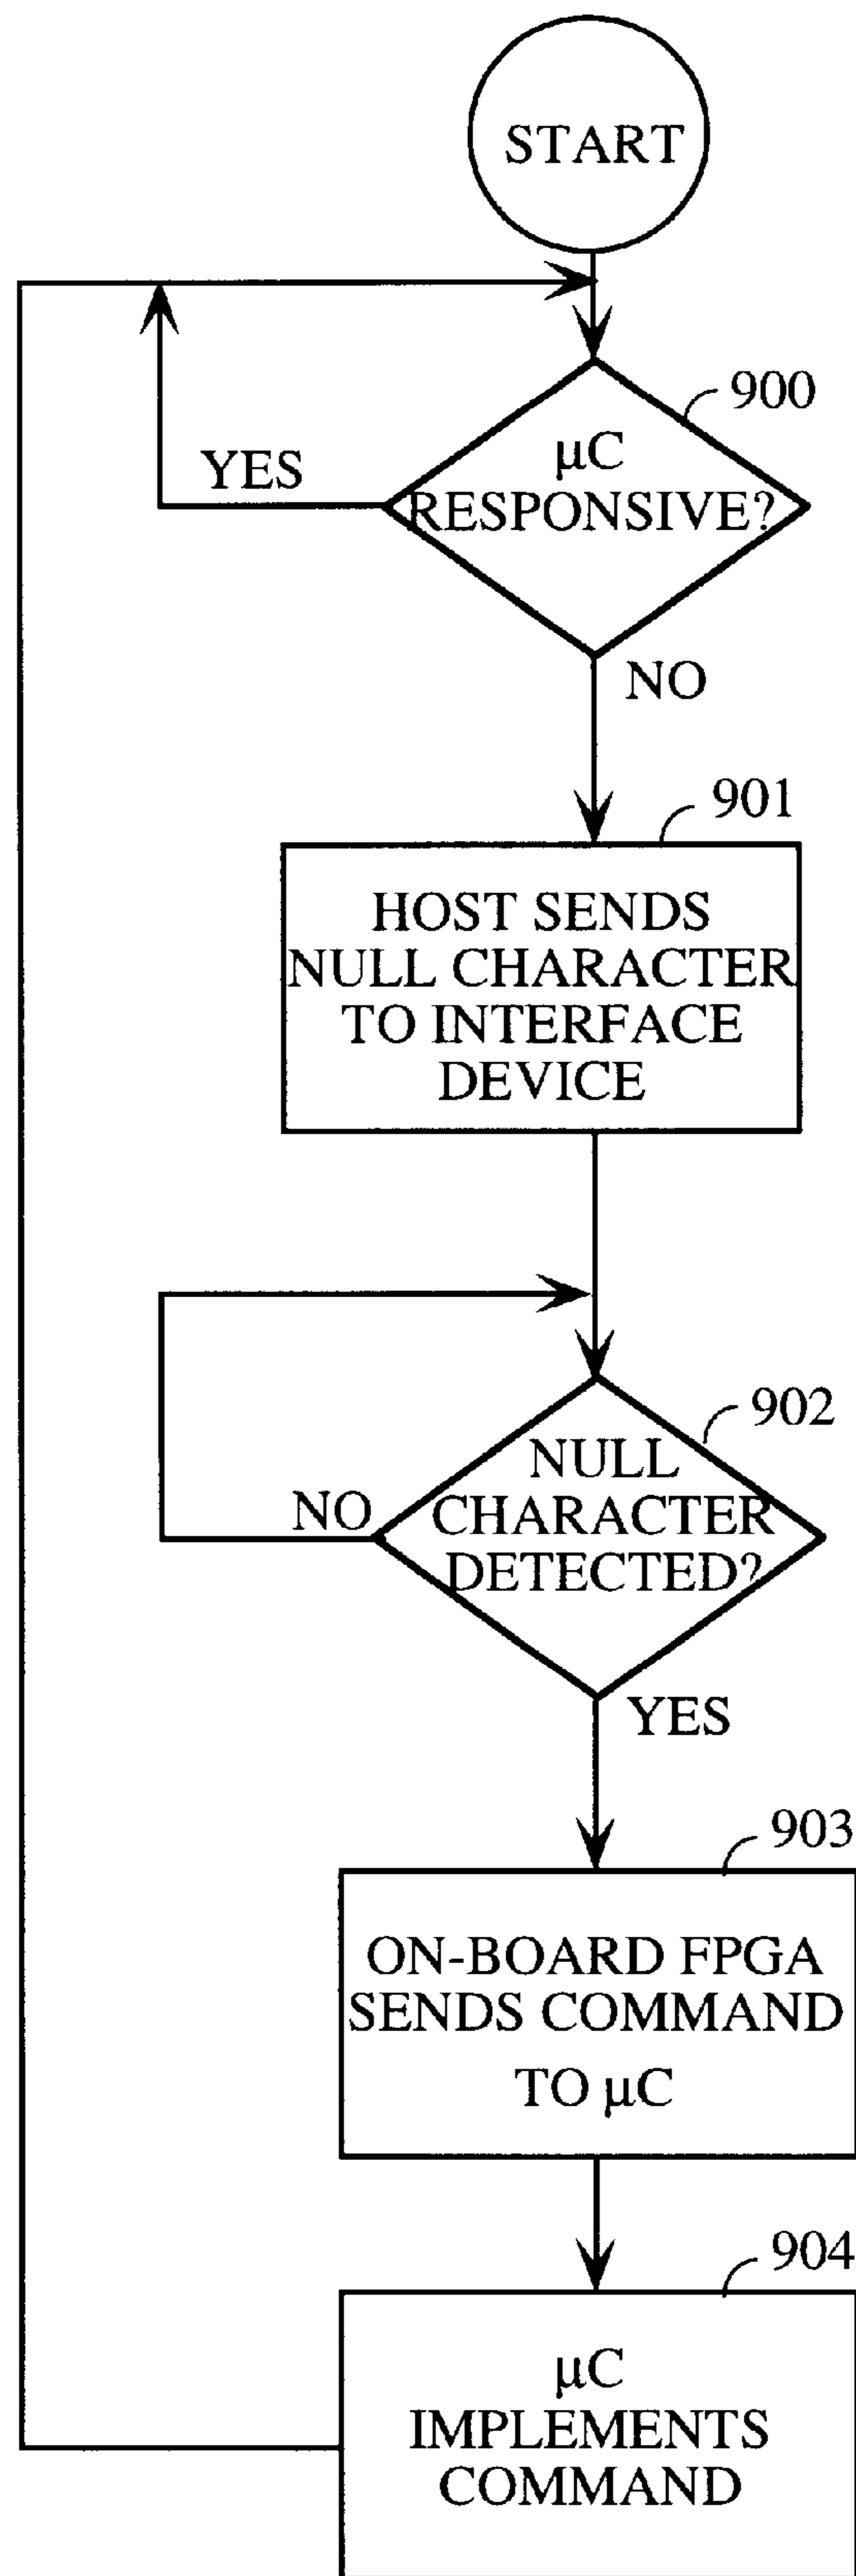 START
900
µC
RESPONSIVE?
YES
NO
901
HOST SENDS
NULL CHARACTER
TO INTERFACE
DEVICE
902
NULL
CHARACTER
DETECTED?
NO
YES
903
ON-BOARD FPGA
SENDS COMMAND
TO µC
904
µC
IMPLEMENTS
COMMAND